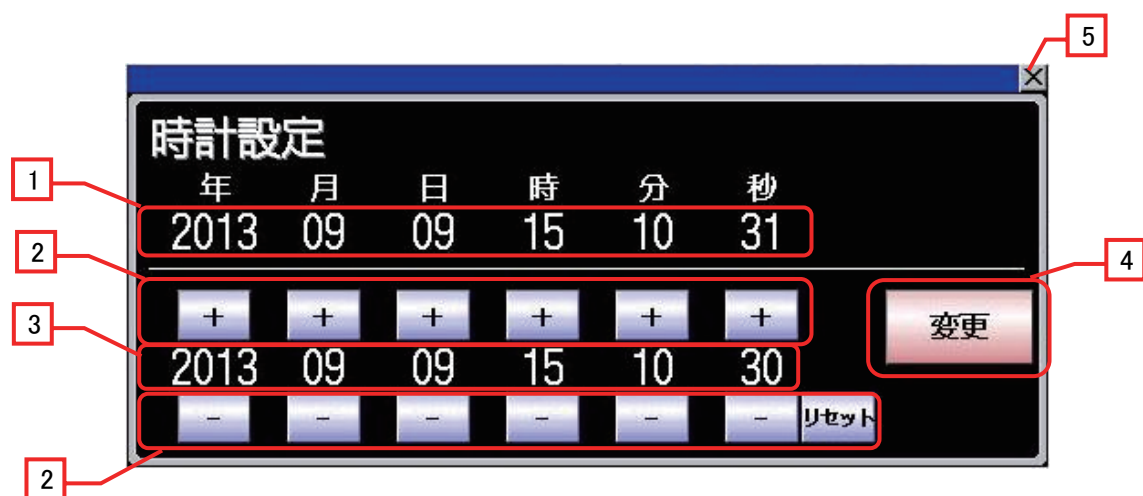 5
×
時計設定
1
年 月 日 時 分 秒
2013 09 09 15 10 31
2
4
+ + + + + +
変更
3
2013 09 09 15 10 30
- - - - - - リセット
2